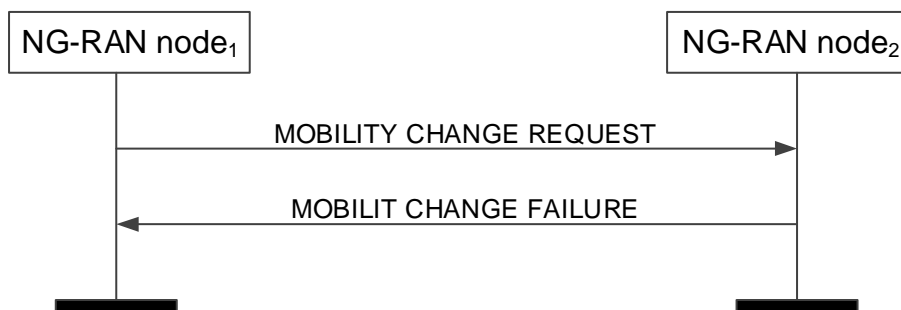 NG-RAN node₁
NG-RAN node₂
MOBILITY CHANGE REQUEST
MOBILIT CHANGE FAILURE